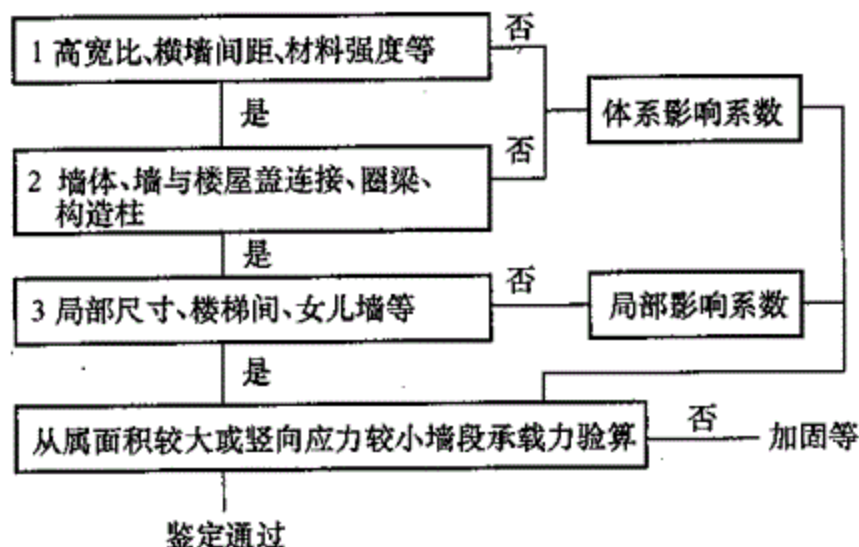 1 高宽比、横墙间距、材料强度等
否
是
体系影响系数
否
2 墙体、墙与楼屋盖连接、圈梁、
构造柱
是
3 局部尺寸、楼梯间、女儿墙等
否
局部影响系数
是
从属面积较大或竖向应力较小墙段承载力验算
否
加固等
鉴定通过